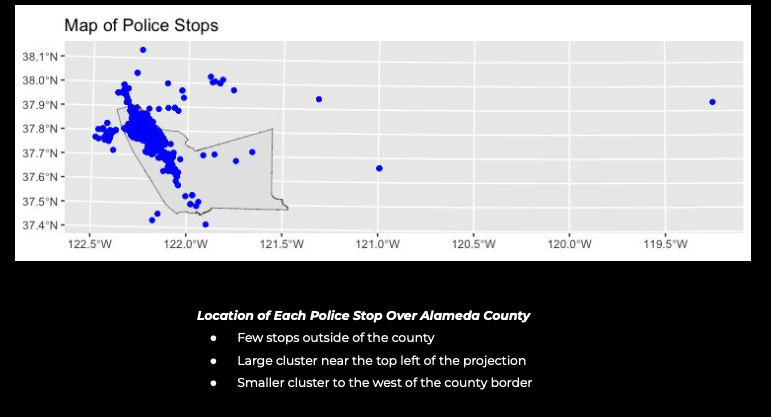 Map of Police Stops
38.1°N
38.0°N
37.9°N
37.8°N
37.7°N
37.6°N
37.5°N
37.4°N
122.5°W 122.0°W 121.5°W 121.0°W 120.5°W 120.0°W 119.5°W
Location of Each Police Stop Over Alameda County
● Few stops outside of the county
● Large cluster near the top left of the projection
● Smaller cluster to the west of the county border